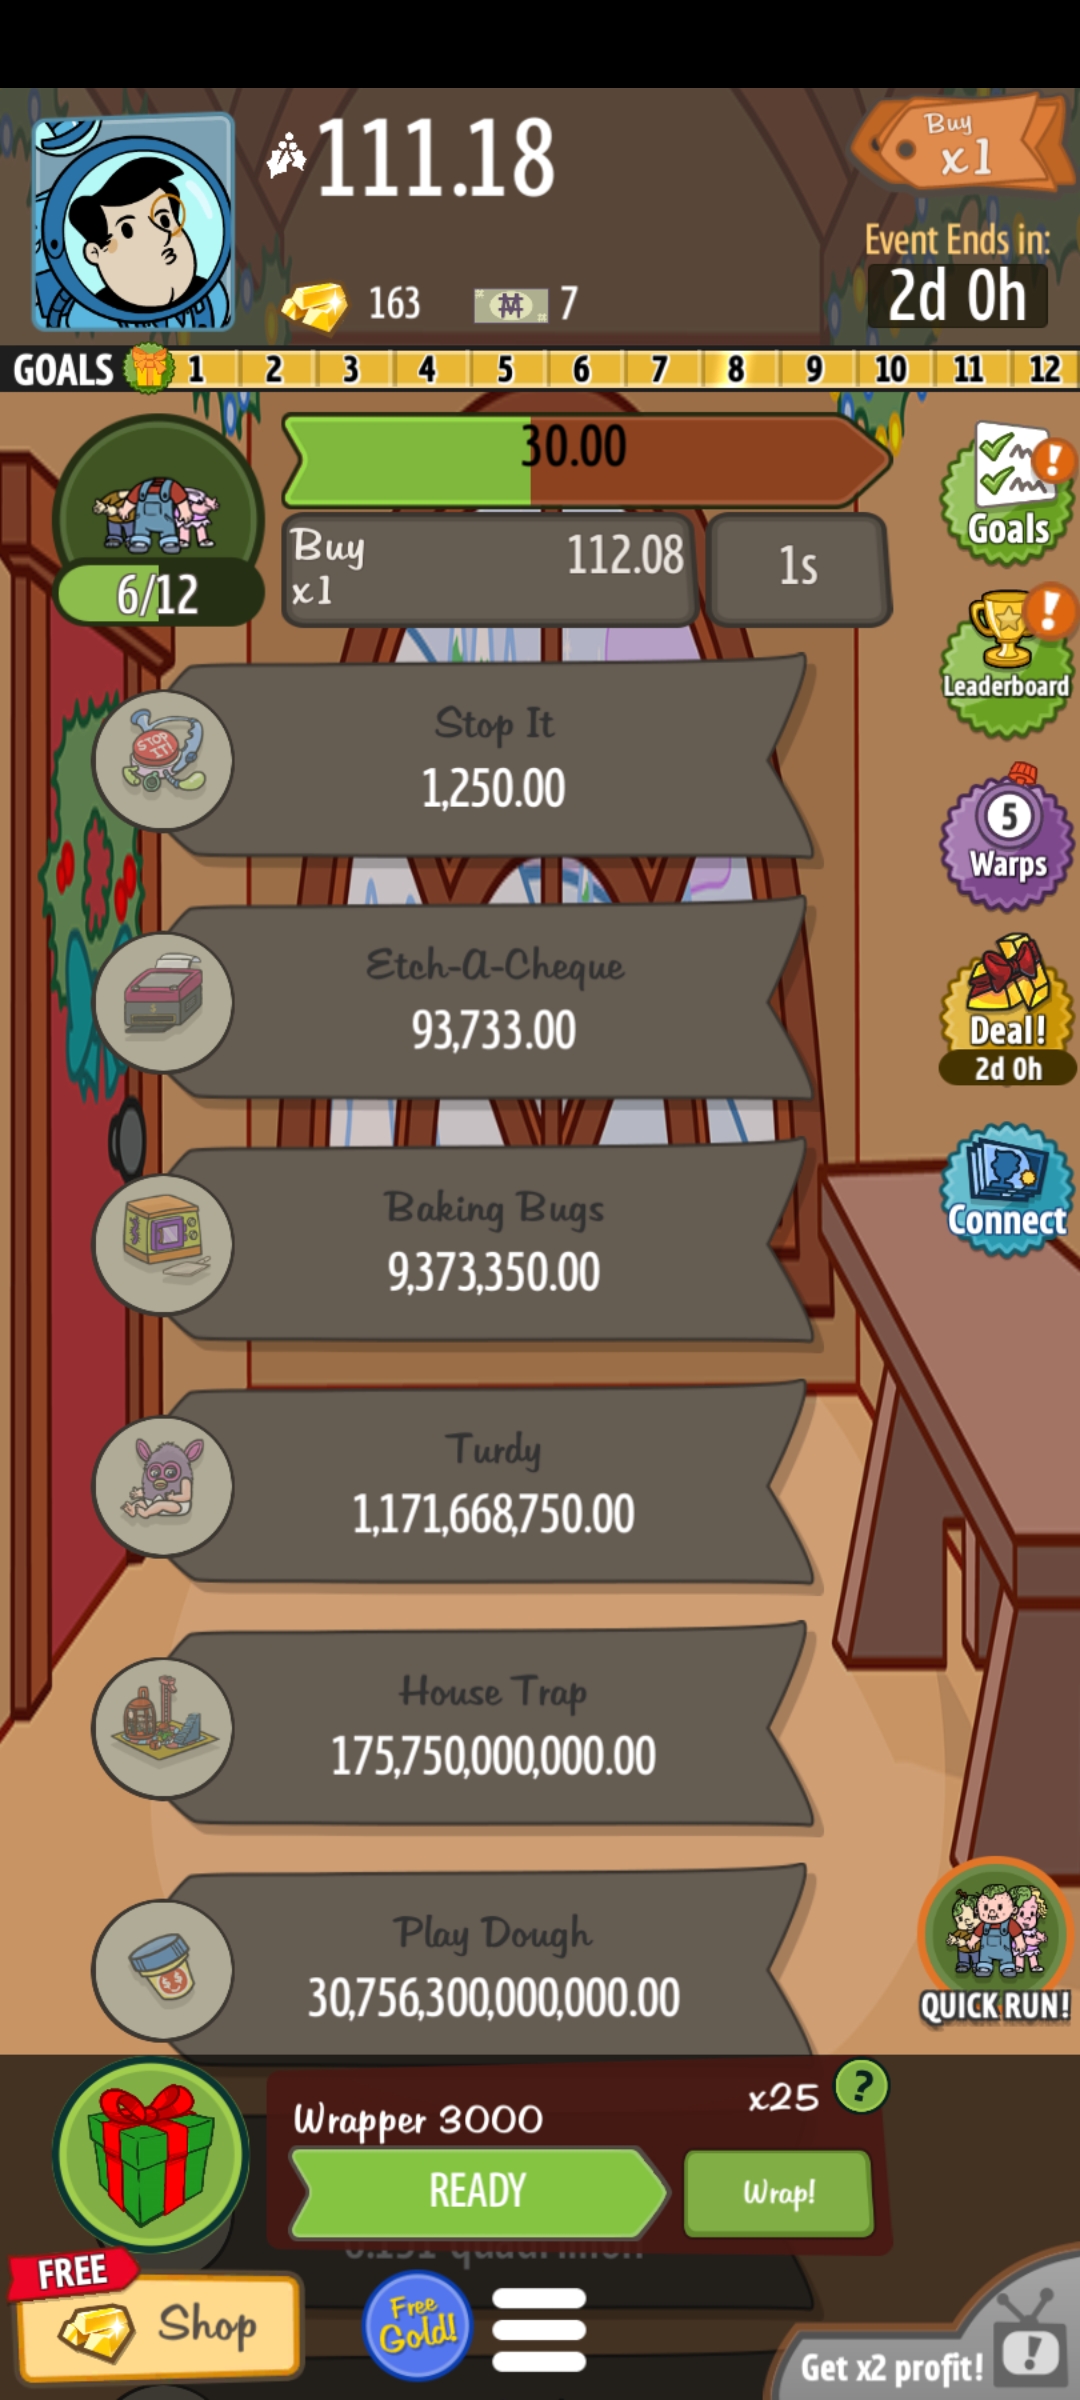 111.18
Buy
x1
Event Ends in:
2d 0h
163
7
GOALS 1 2 3 4 5 6 7 8 9 10 11 12
30.00
6/12
Buy
x1
112.08
1s
!
Goals
Stop It
1,250.00
STOP
IT!
!
Leaderboard
5
Warps
Etch-A-Cheque
93,733.00
Deal!
2d 0h
Baking Bugs
9,373,350.00
Connect
Turdy
1,171,668,750.00
House Trap
175,750,000,000.00
Play Dough
30,756,300,000,000.00
QUICK RUN!
Wrapper 3000
x25
?
READY
Wrap!
FREE
Shop
Free
Gold!
Get x2 profit!
!